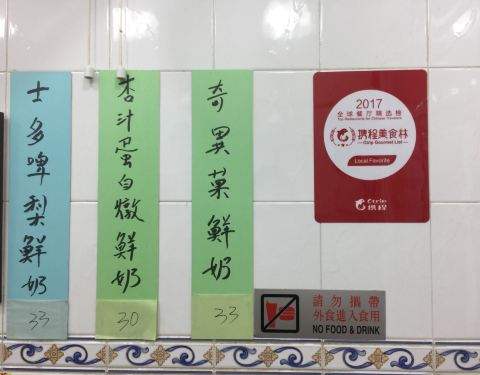 士多啤梨鮮奶
33
杏汁蛋白燉鮮奶
30
奇異菓鮮奶
33
2017
全球餐厅精选榜
Top Restaurants for Chinese Travelers
携程美食林
Ctrip Gourmet List
Local Favorite
Ctrip
携程
請勿攜帶
外食進入食用
NO FOOD & DRINK